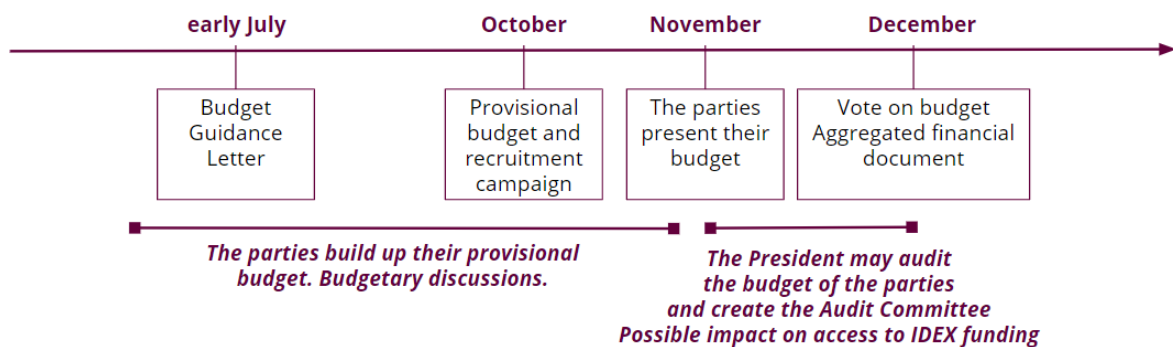 early July
October
November
December
Budget
Guidance
Letter
Provisional
budget and
recruitment
campaign
The parties
present their
budget
Vote on budget
Aggregated financial
document
The parties build up their provisional
budget. Budgetary discussions.
The President may audit
the budget of the parties
and create the Audit Committee
Possible impact on access to IDEX funding